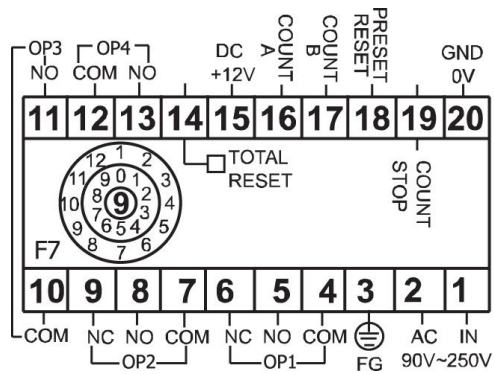 OP3 OP4
NO COM NO
DC +12V
COUNT A
COUNT B
PRESET RESET
GND 0V
11 12 13 14 15 16 17 18 19 20
TOTAL RESET
COUNT STOP
12 1 2 3 4 5 6 7 8 9 10 11
0 1 2 3 4 5 6 7 8 9
9
F7
10 9 8 7 6 5 4 3 2 1
COM NC NO COM NC NO COM AC IN
OP2 OP1 FG 90V~250V